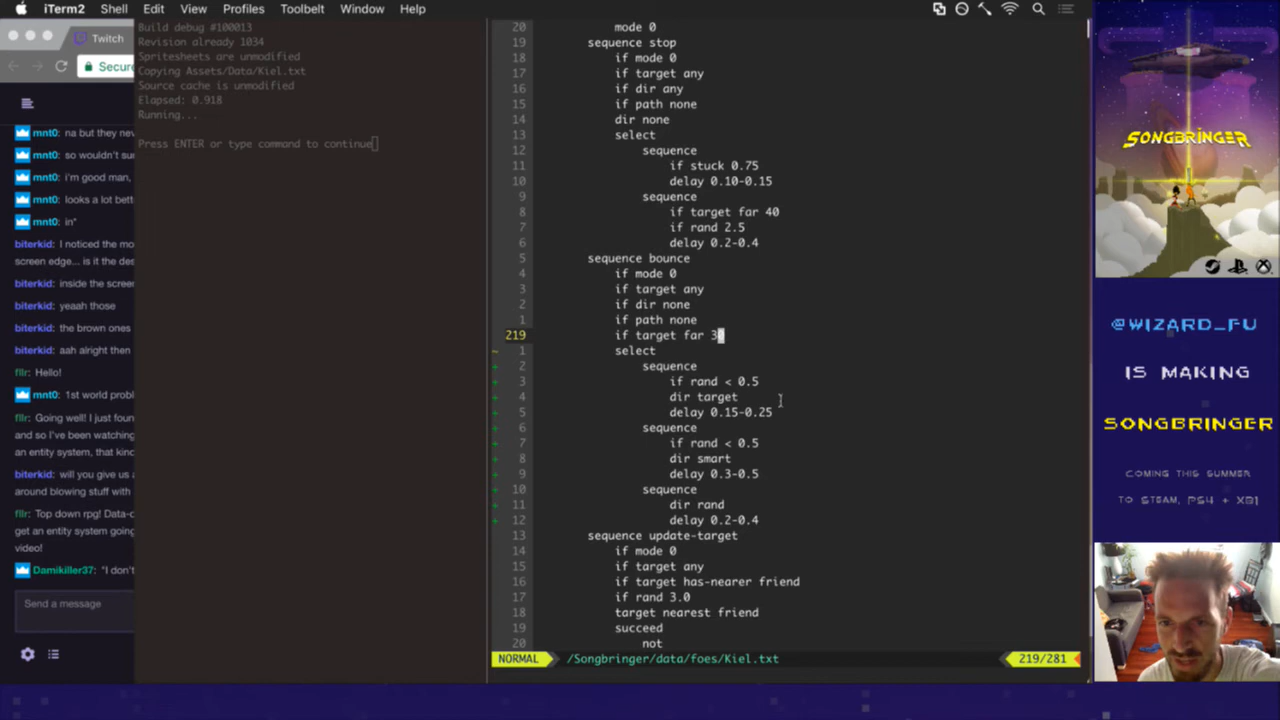 iTerm2 Shell Edit View Profiles Toolbelt Window Help
Twitch
Secure
mnt0: na but they nev
mnt0: so wouldn't su
mnt0: i'm good man,
mnt0: looks a lot bett
mnt0: in*
biterkid: I noticed the mo
screen edge... is it the des
biterkid: inside the screen
biterkid: yeaah those
biterkid: the brown ones
biterkid: aah alright then
fllr: Hello!
mnt0: 1st world probl
fllr: Going well! I just foun
and so I've been watching
an entity system, that kind
biterkid: will you give us a
around blowing stuff with
fllr: Top down rpg! Data-d
get an entity system going
video!
Damikiller37: "I don't
Send a message
Build debug #100013
Revision already 1034
Spritesheets are unmodified
Copying Assets/Data/Kiel.txt
Source cache is unmodified
Elapsed: 0.918
Running...
Press ENTER or type command to continue
20 mode 0
19 sequence stop
18 if mode 0
17 if target any
16 if dir any
15 if path none
14 dir none
13 select
12 sequence
11 if stuck 0.75
10 delay 0.10-0.15
9 sequence
8 if target far 40
7 if rand 2.5
6 delay 0.2-0.4
5 sequence bounce
4 if mode 0
3 if target any
2 if dir none
1 if path none
219 if target far 30
~ 1 select
+ 2 sequence
+ 3 if rand < 0.5
+ 4 dir target
+ 5 delay 0.15-0.25
+ 6 sequence
+ 7 if rand < 0.5
+ 8 dir smart
+ 9 delay 0.3-0.5
+ 10 sequence
+ 11 dir rand
+ 12 delay 0.2-0.4
13 sequence update-target
14 if mode 0
15 if target any
16 if target has-nearer friend
17 if rand 3.0
18 target nearest friend
19 succeed
20 not
NORMAL /Songbringer/data/foes/Kiel.txt 219/281
SONGBRINGER
@WIZARD_FU
IS MAKING
SONGBRINGER
COMING THIS SUMMER
TO STEAM, PS4 + XB1